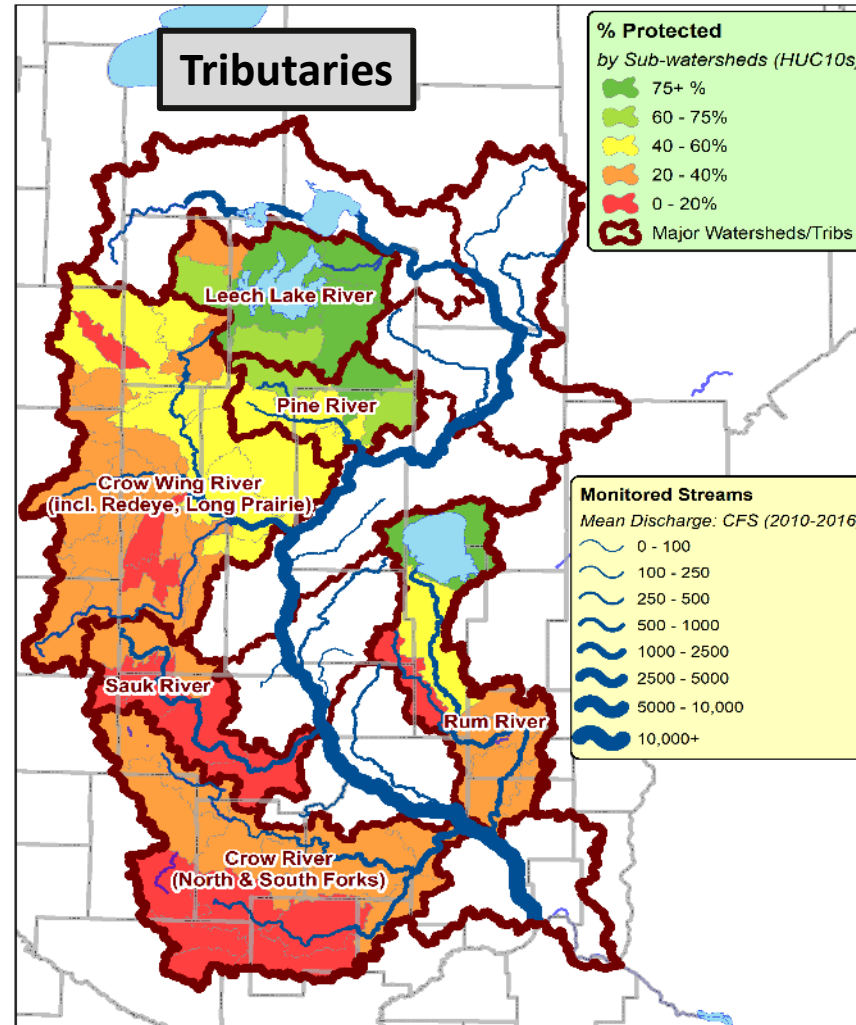 Tributaries
% Protected
by Sub-watersheds (HUC10s)
75+ %
60 - 75%
40 - 60%
20 - 40%
0 - 20%
Major Watersheds/Tribs
Leech Lake River
Pine River
Crow Wing River
(incl. Redeye, Long Prairie)
Monitored Streams
Mean Discharge: CFS (2010-2016)
0 - 100
100 - 250
250 - 500
500 - 1000
1000 - 2500
2500 - 5000
5000 - 10,000
10,000+
Sauk River
Rum River
Crow River
(North & South Forks)